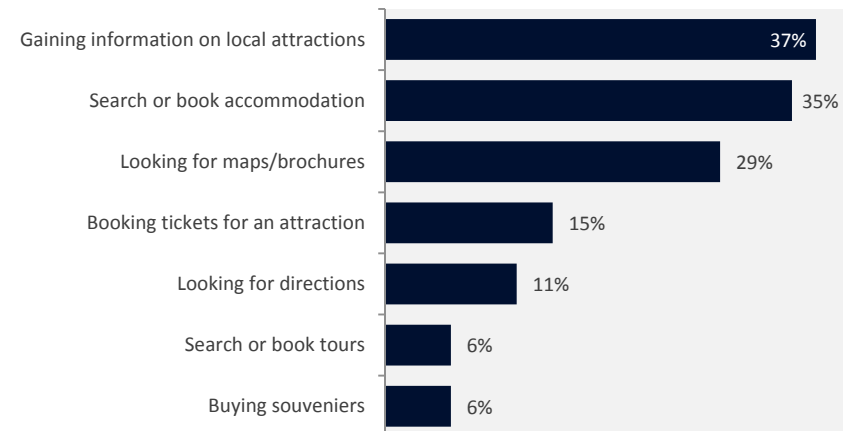 Gaining information on local attractions 37%
Search or book accommodation 35%
Looking for maps/brochures 29%
Booking tickets for an attraction 15%
Looking for directions 11%
Search or book tours 6%
Buying souveniers 6%